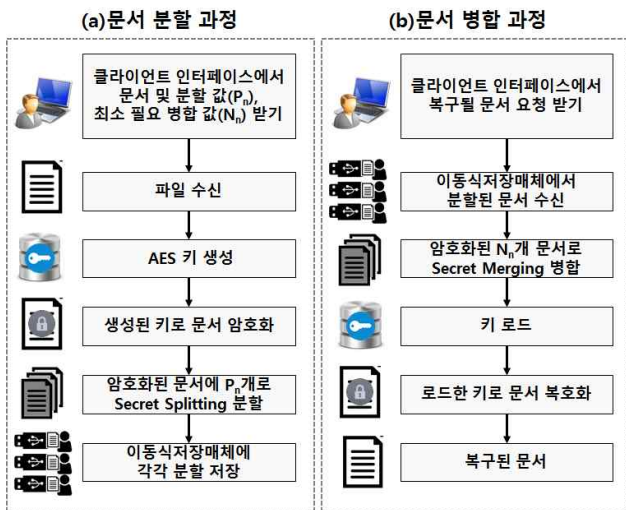 (a)문서 분할 과정
클라이언트 인터페이스에서
문서 및 분할 값(Pn),
최소 필요 병합 값(Nn) 받기
파일 수신
AES 키 생성
생성된 키로 문서 암호화
암호화된 문서에 Pn개로
Secret Splitting 분할
이동식저장매체에
각각 분할 저장
(b)문서 병합 과정
클라이언트 인터페이스에서
복구될 문서 요청 받기
이동식저장매체에서
분할된 문서 수신
암호화된 Nn개 문서로
Secret Merging 병합
키 로드
로드한 키로 문서 복호화
복구된 문서